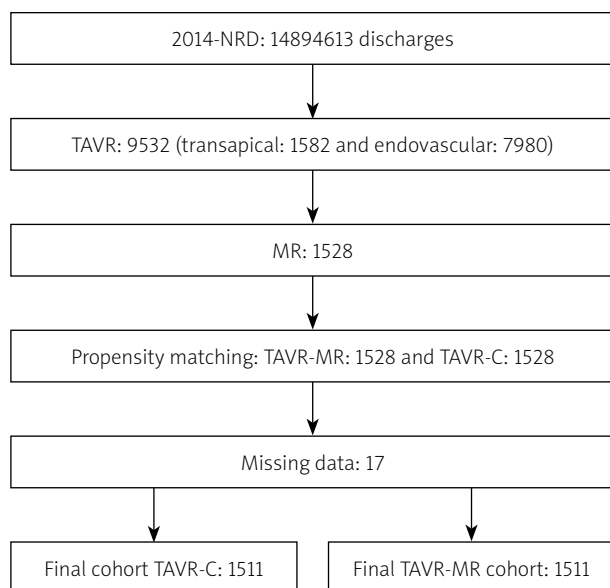 2014-NRD: 14894613 discharges
TAVR: 9532 (transapical: 1582 and endovascular: 7980)
MR: 1528
Propensity matching: TAVR-MR: 1528 and TAVR-C: 1528
Missing data: 17
Final cohort TAVR-C: 1511
Final TAVR-MR cohort: 1511